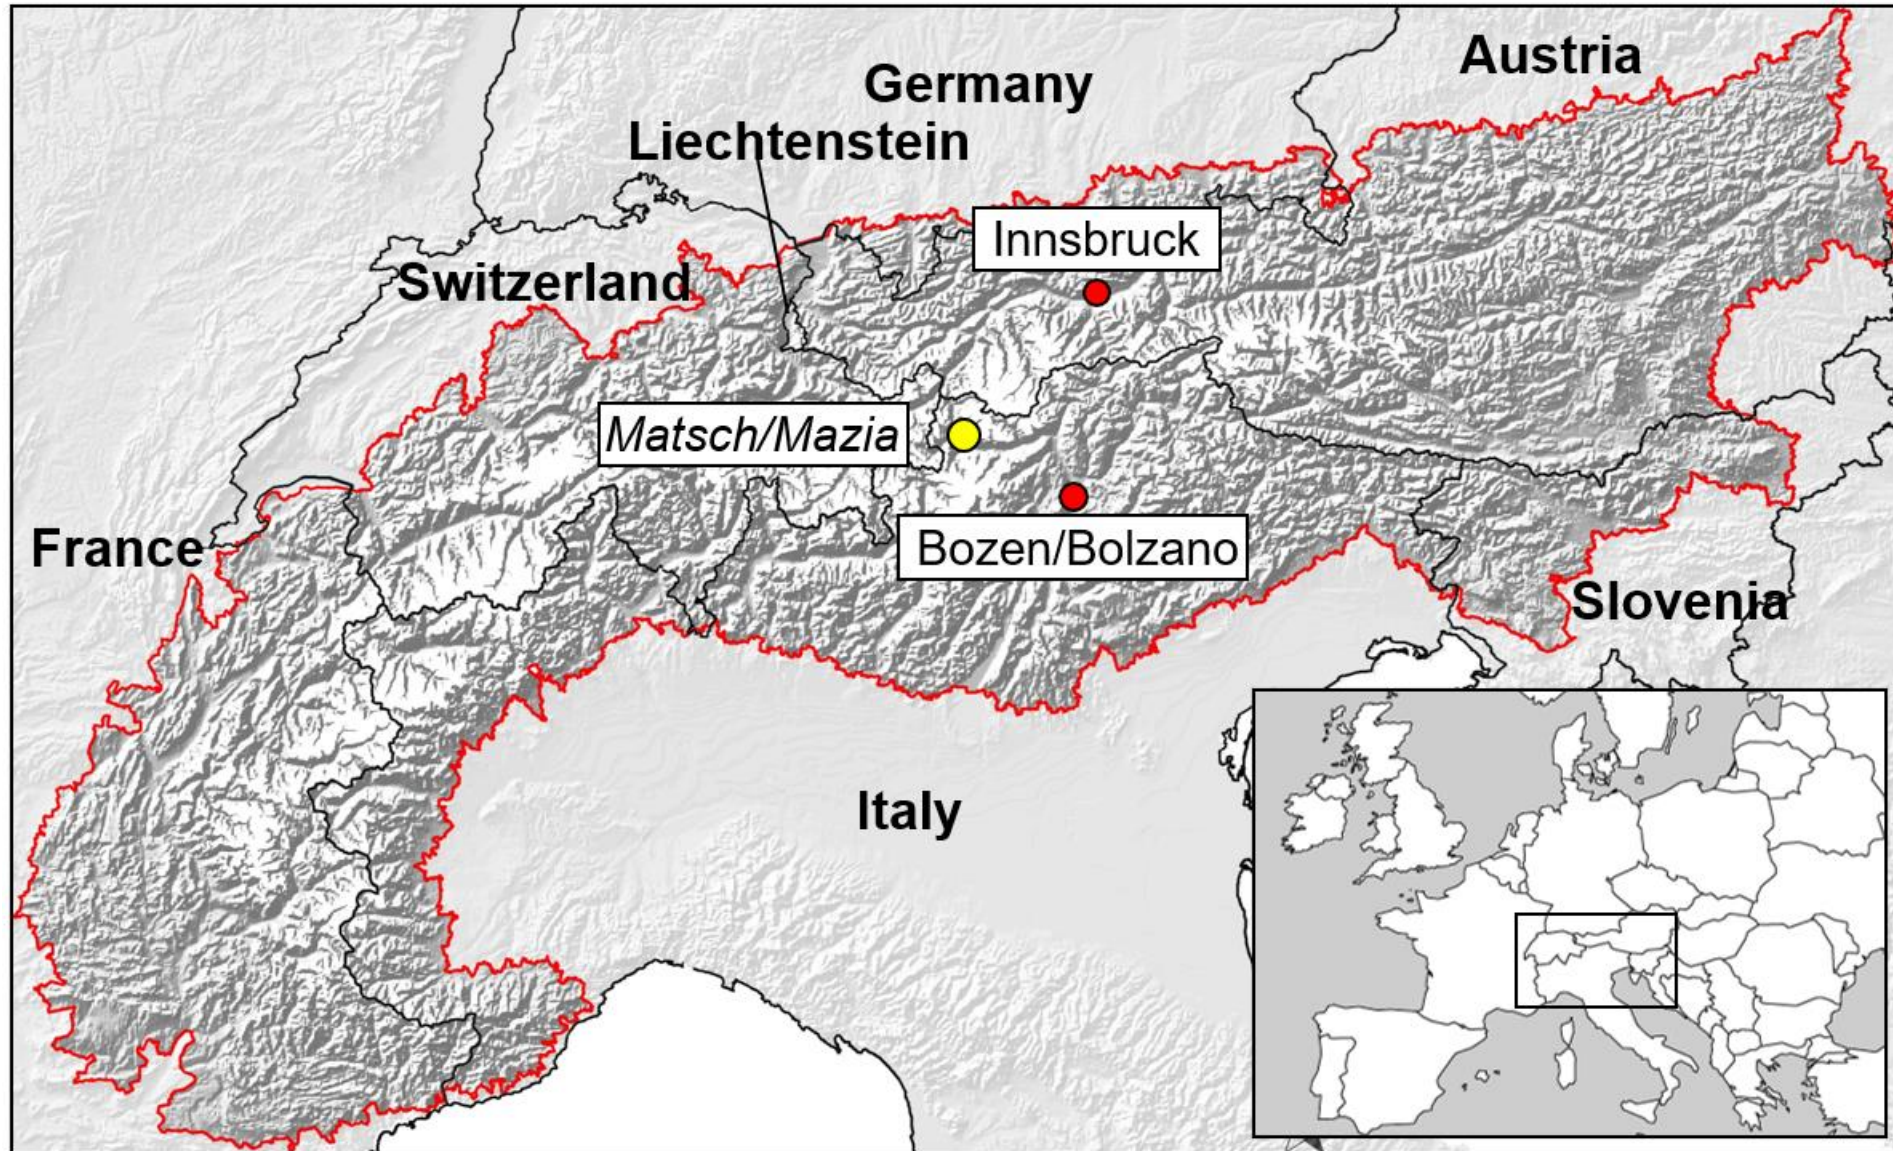 Austria
Germany
Liechtenstein
Innsbruck
Switzerland
Matsch/Mazia
France
Bozen/Bolzano
Slovenia
Italy